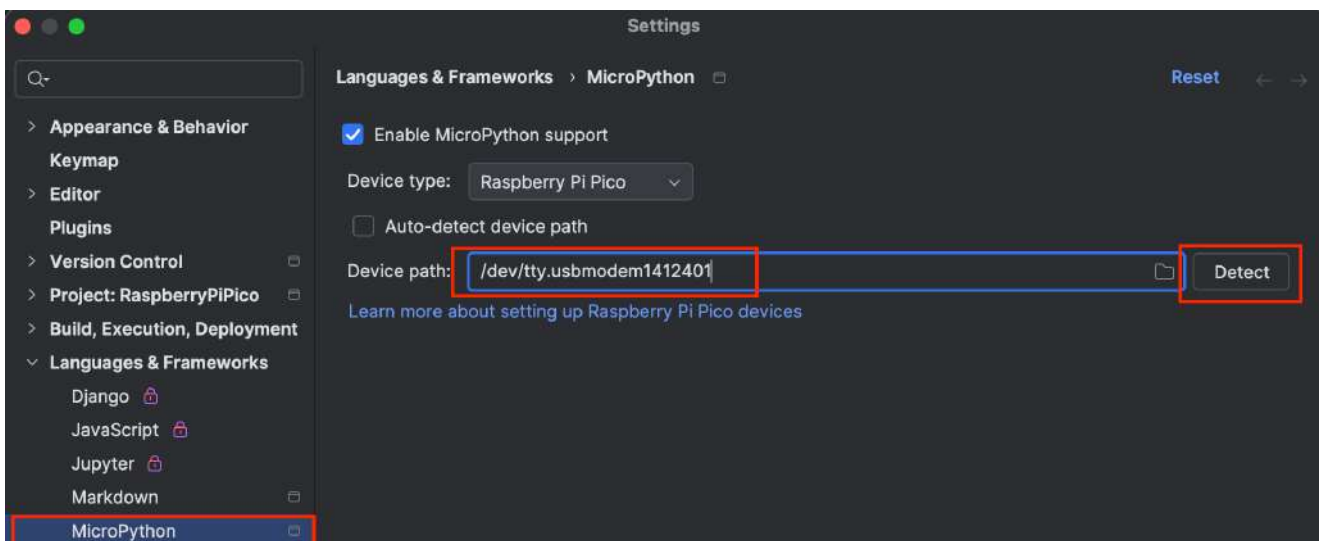 Settings
Languages & Frameworks › MicroPython
Reset
Appearance & Behavior
Keymap
Editor
Plugins
Version Control
Project: RaspberryPiPico
Build, Execution, Deployment
Languages & Frameworks
Django
JavaScript
Jupyter
Markdown
MicroPython
Enable MicroPython support
Device type: Raspberry Pi Pico
Auto-detect device path
Device path: /dev/tty.usbmodem1412401 Detect
Learn more about setting up Raspberry Pi Pico devices